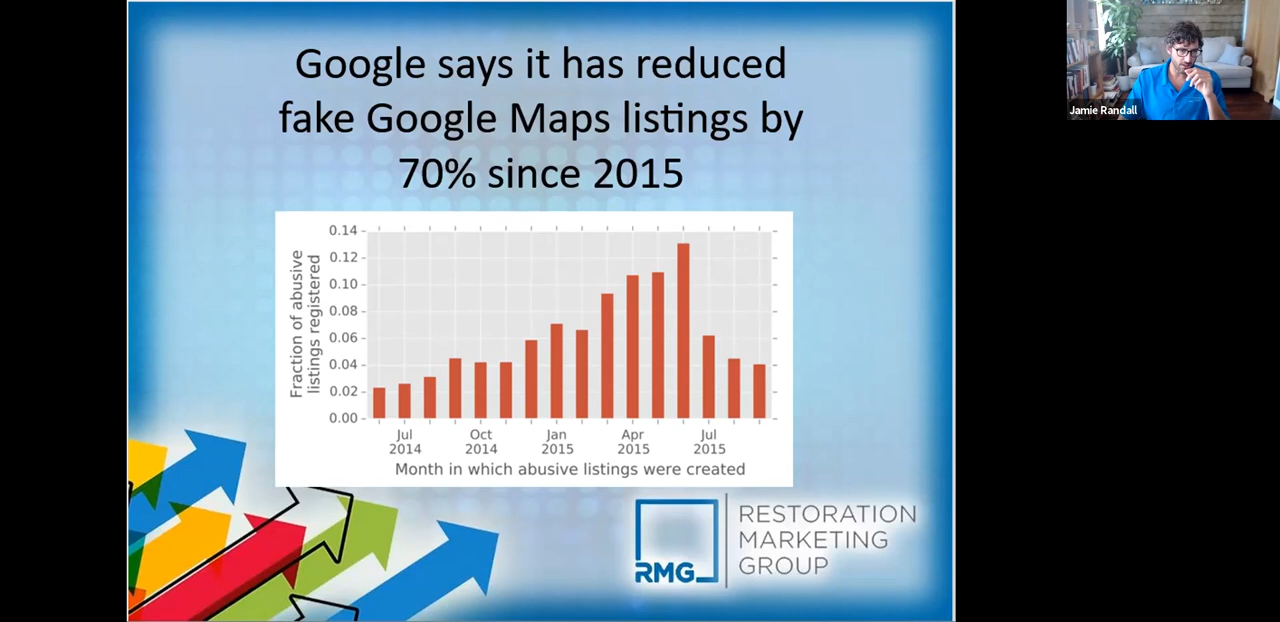 Google says it has reduced
fake Google Maps listings by
70% since 2015
Fraction of abusive
listings registered
0.14
0.12
0.10
0.08
0.06
0.04
0.02
0.00
Jul Oct Jan Apr Jul
2014 2014 2015 2015 2015
Month in which abusive listings were created
RMG
RESTORATION
MARKETING
GROUP
Jamie Randall